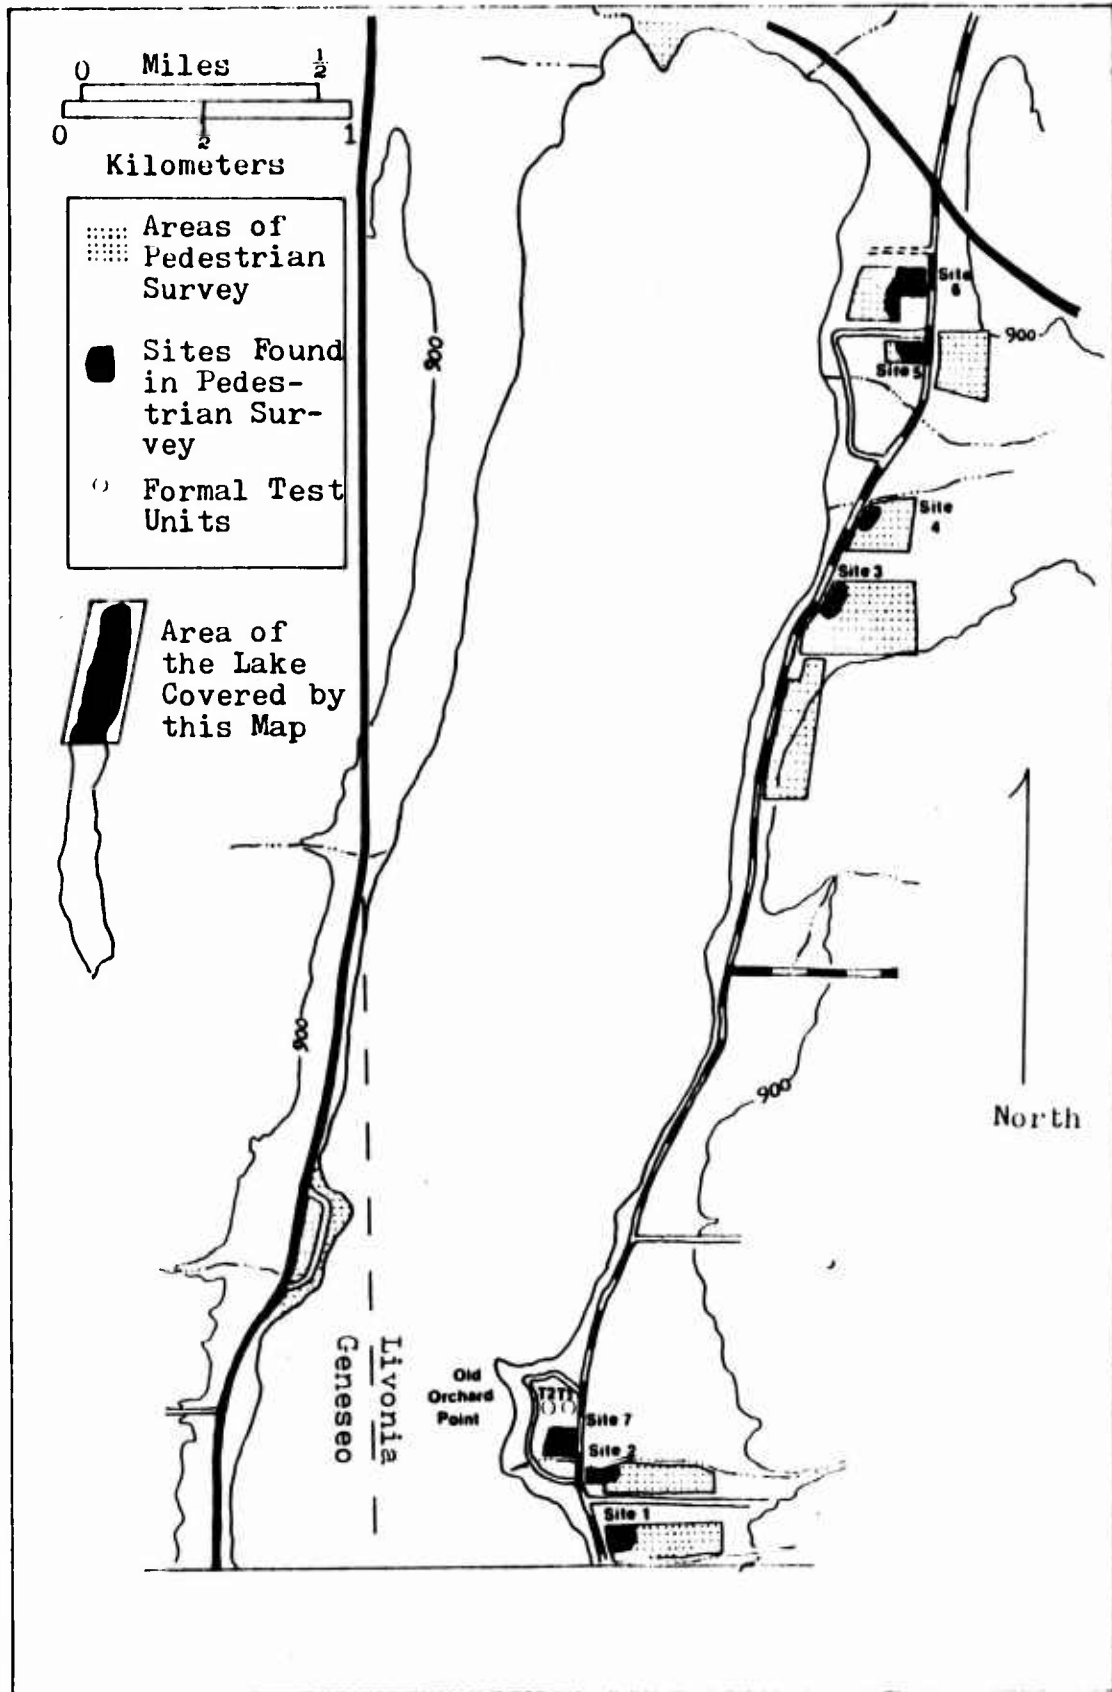 0 Miles 1/2
0 1/2 1
Kilometers
Areas of
Pedestrian
Survey
Sites Found
in Pedes-
trian Sur-
vey
Formal Test
Units
Area of
the Lake
Covered by
this Map
900
Site
6
900
Site 5
Site
4
Site 3
900
900
North
Livonia
Geneseo
Old
Orchard
Point
T2 T1
Site 7
Site 2
Site 1